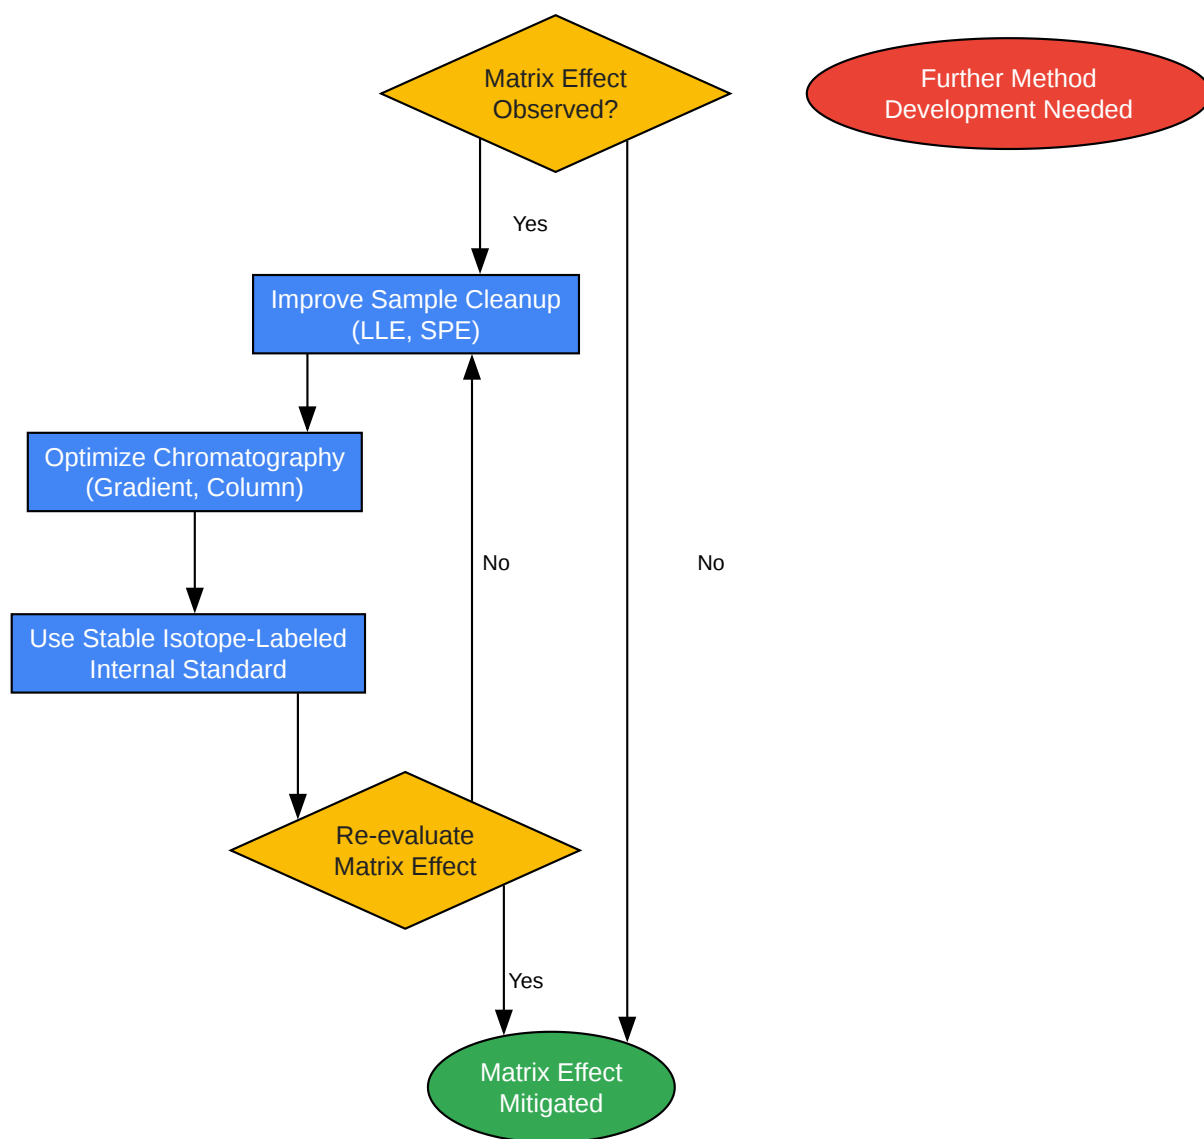 Matrix Effect
Observed?
Further Method
Development Needed
Yes
Improve Sample Cleanup
(LLE, SPE)
Optimize Chromatography
(Gradient, Column)
No
No
Use Stable Isotope-Labeled
Internal Standard
Re-evaluate
Matrix Effect
Yes
Matrix Effect
Mitigated